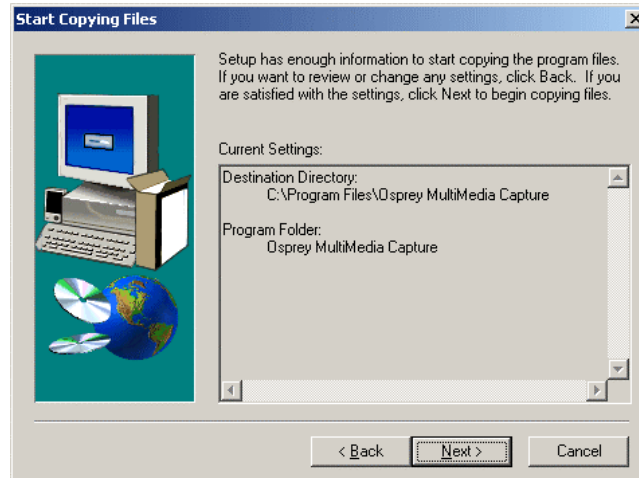 Start Copying Files
Setup has enough information to start copying the program files.
If you want to review or change any settings, click Back. If you
are satisfied with the settings, click Next to begin copying files.
Current Settings:
Destination Directory:
C:\Program Files\Osprey MultiMedia Capture
Program Folder:
Osprey MultiMedia Capture
< Back
Next >
Cancel